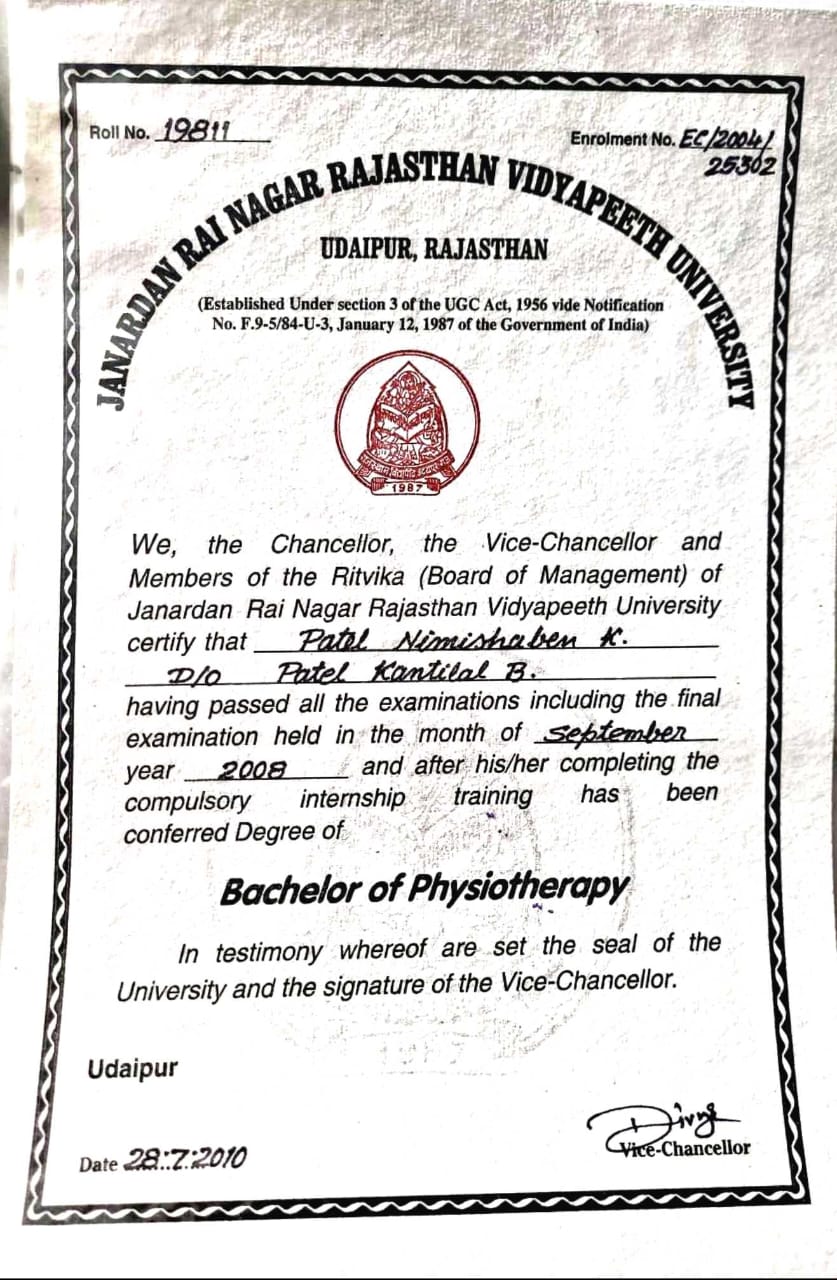 Roll No. 19811
Enrolment No. EC/2004/
25302
JANARDAN RAI NAGAR RAJASTHAN VIDYAPEETH UNIVERSITY
UDAIPUR, RAJASTHAN
(Established Under section 3 of the UGC Act, 1956 vide Notification
No. F.9-5/84-U-3, January 12, 1987 of the Government of India)
1987
We, the Chancellor, the Vice-Chancellor and
Members of the Ritvika (Board of Management) of
Janardan Rai Nagar Rajasthan Vidyapeeth University
certify that Patel Nimishaben K.
D/o Patel Kantilal B.
having passed all the examinations including the final
examination held in the month of September
year 2008 and after his/her completing the
compulsory internship training has been
conferred Degree of
Bachelor of Physiotherapy
In testimony whereof are set the seal of the
University and the signature of the Vice-Chancellor.
Udaipur
Vice-Chancellor
Date 28.7.2010